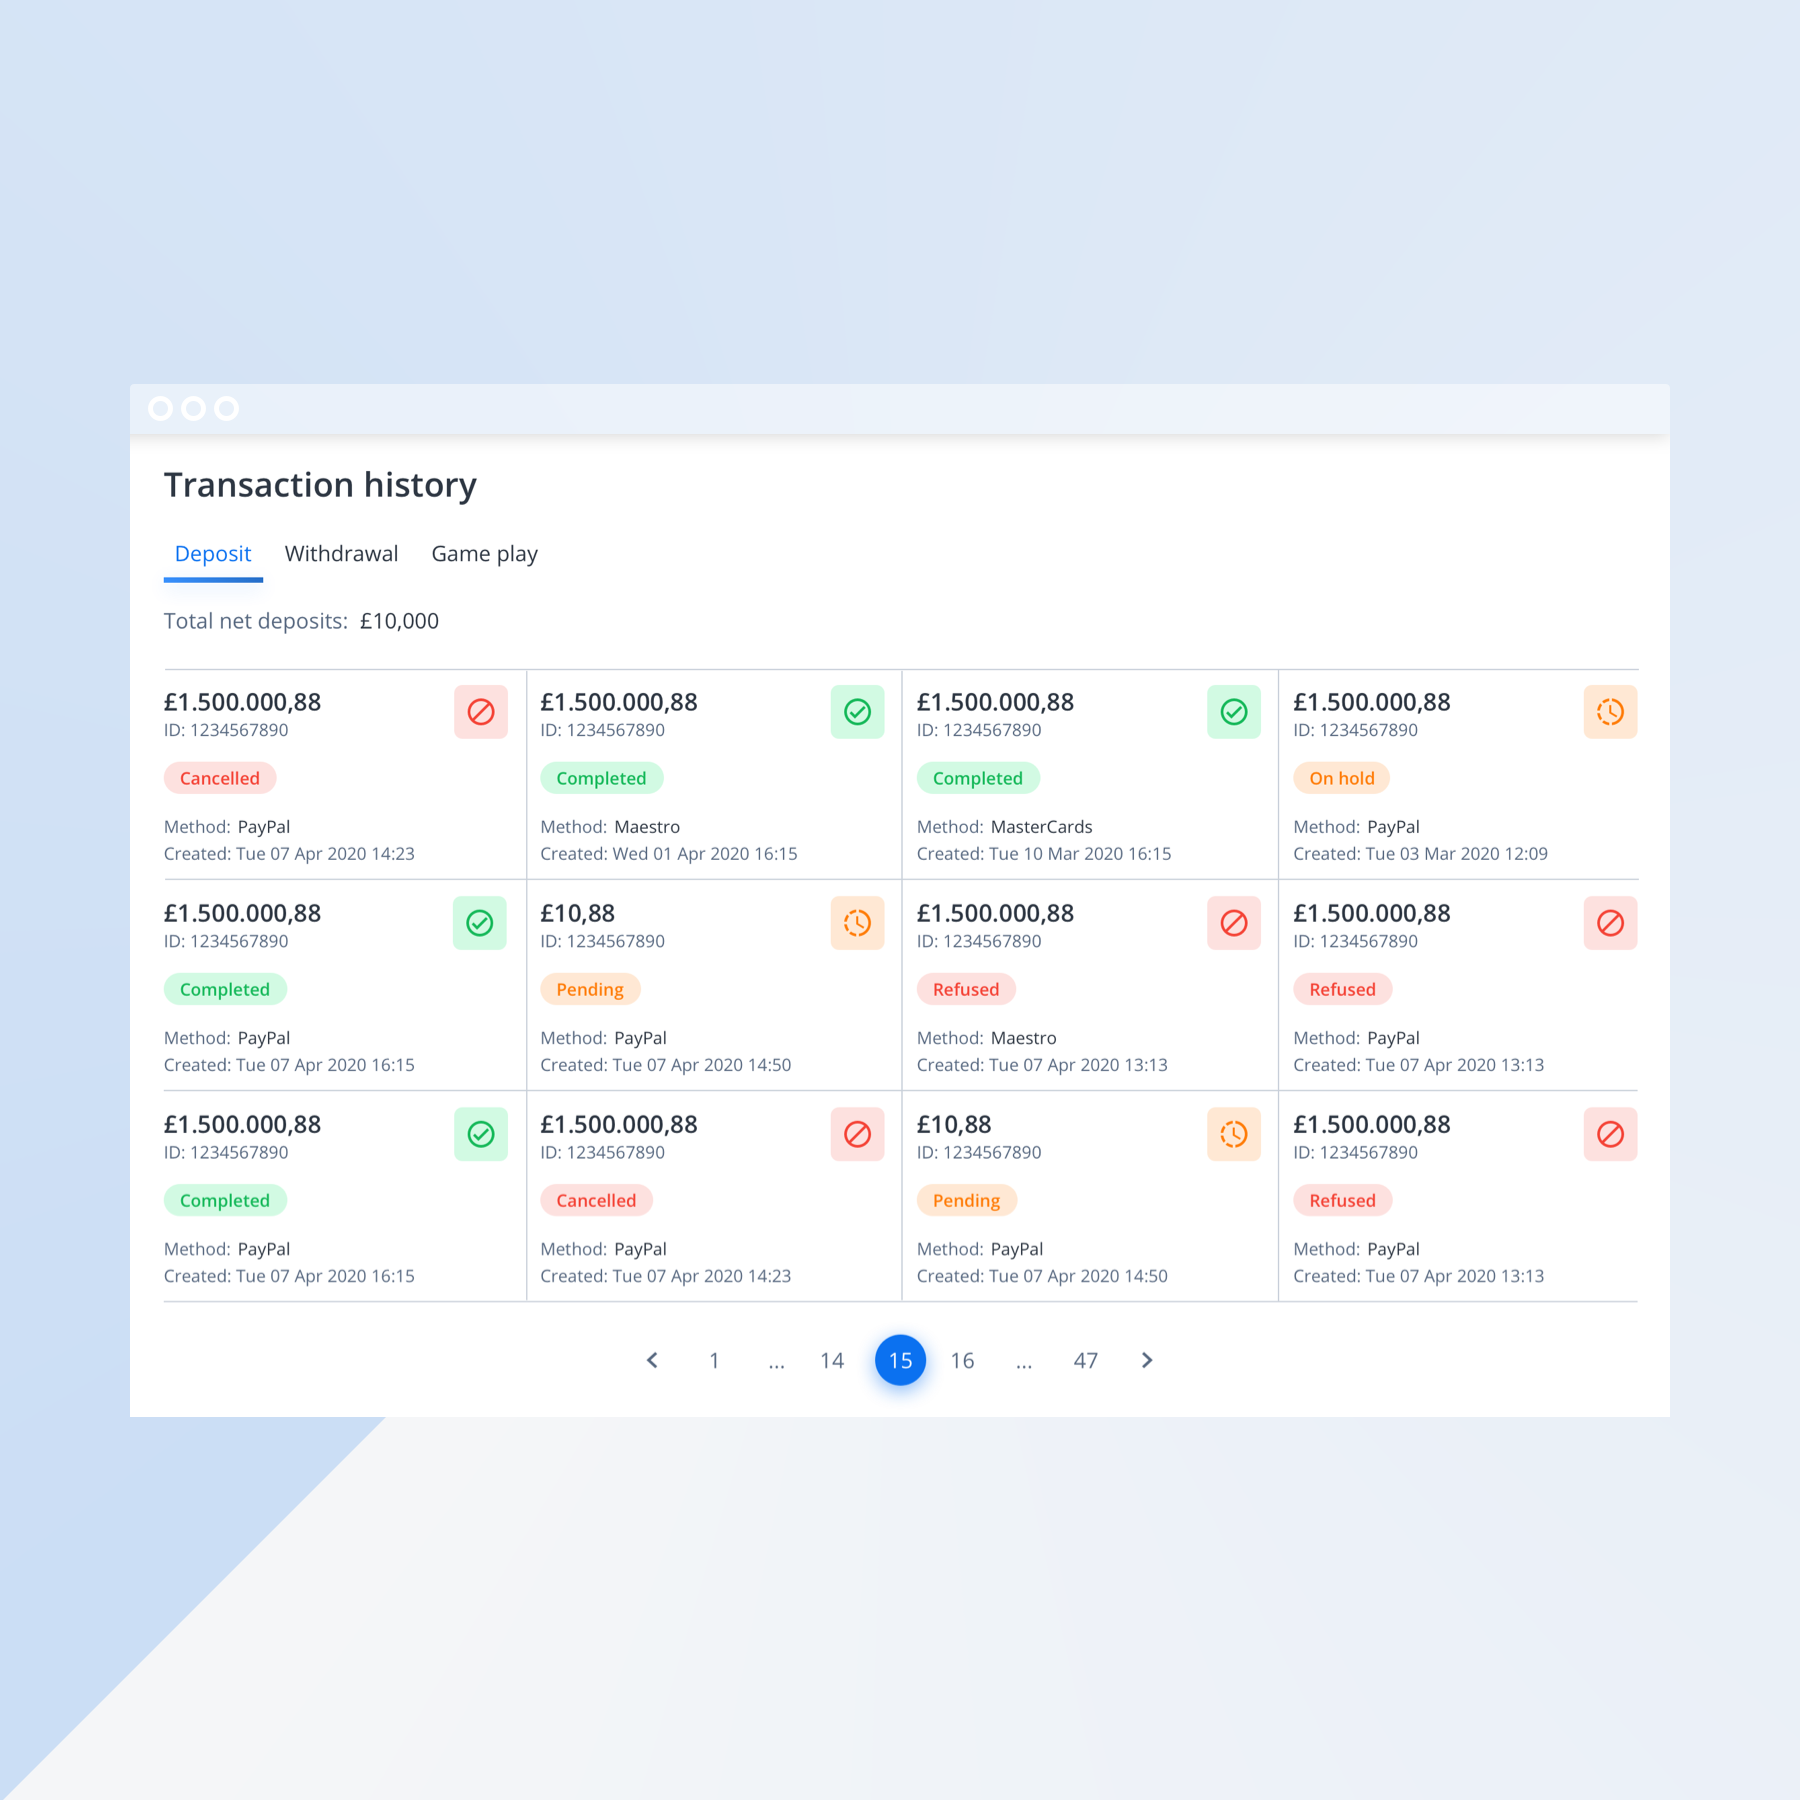 Transaction history
Deposit Withdrawal Game play
Total net deposits: £10,000
£1.500.000,88
ID: 1234567890
Cancelled
Method: PayPal
Created: Tue 07 Apr 2020 14:23
£1.500.000,88
ID: 1234567890
Completed
Method: Maestro
Created: Wed 01 Apr 2020 16:15
£1.500.000,88
ID: 1234567890
Completed
Method: MasterCards
Created: Tue 10 Mar 2020 16:15
£1.500.000,88
ID: 1234567890
On hold
Method: PayPal
Created: Tue 03 Mar 2020 12:09
£1.500.000,88
ID: 1234567890
Completed
Method: PayPal
Created: Tue 07 Apr 2020 16:15
£10,88
ID: 1234567890
Pending
Method: PayPal
Created: Tue 07 Apr 2020 14:50
£1.500.000,88
ID: 1234567890
Refused
Method: Maestro
Created: Tue 07 Apr 2020 13:13
£1.500.000,88
ID: 1234567890
Refused
Method: PayPal
Created: Tue 07 Apr 2020 13:13
£1.500.000,88
ID: 1234567890
Completed
Method: PayPal
Created: Tue 07 Apr 2020 16:15
£1.500.000,88
ID: 1234567890
Cancelled
Method: PayPal
Created: Tue 07 Apr 2020 14:23
£10,88
ID: 1234567890
Pending
Method: PayPal
Created: Tue 07 Apr 2020 14:50
£1.500.000,88
ID: 1234567890
Refused
Method: PayPal
Created: Tue 07 Apr 2020 13:13
1 ... 14 15 16 ... 47